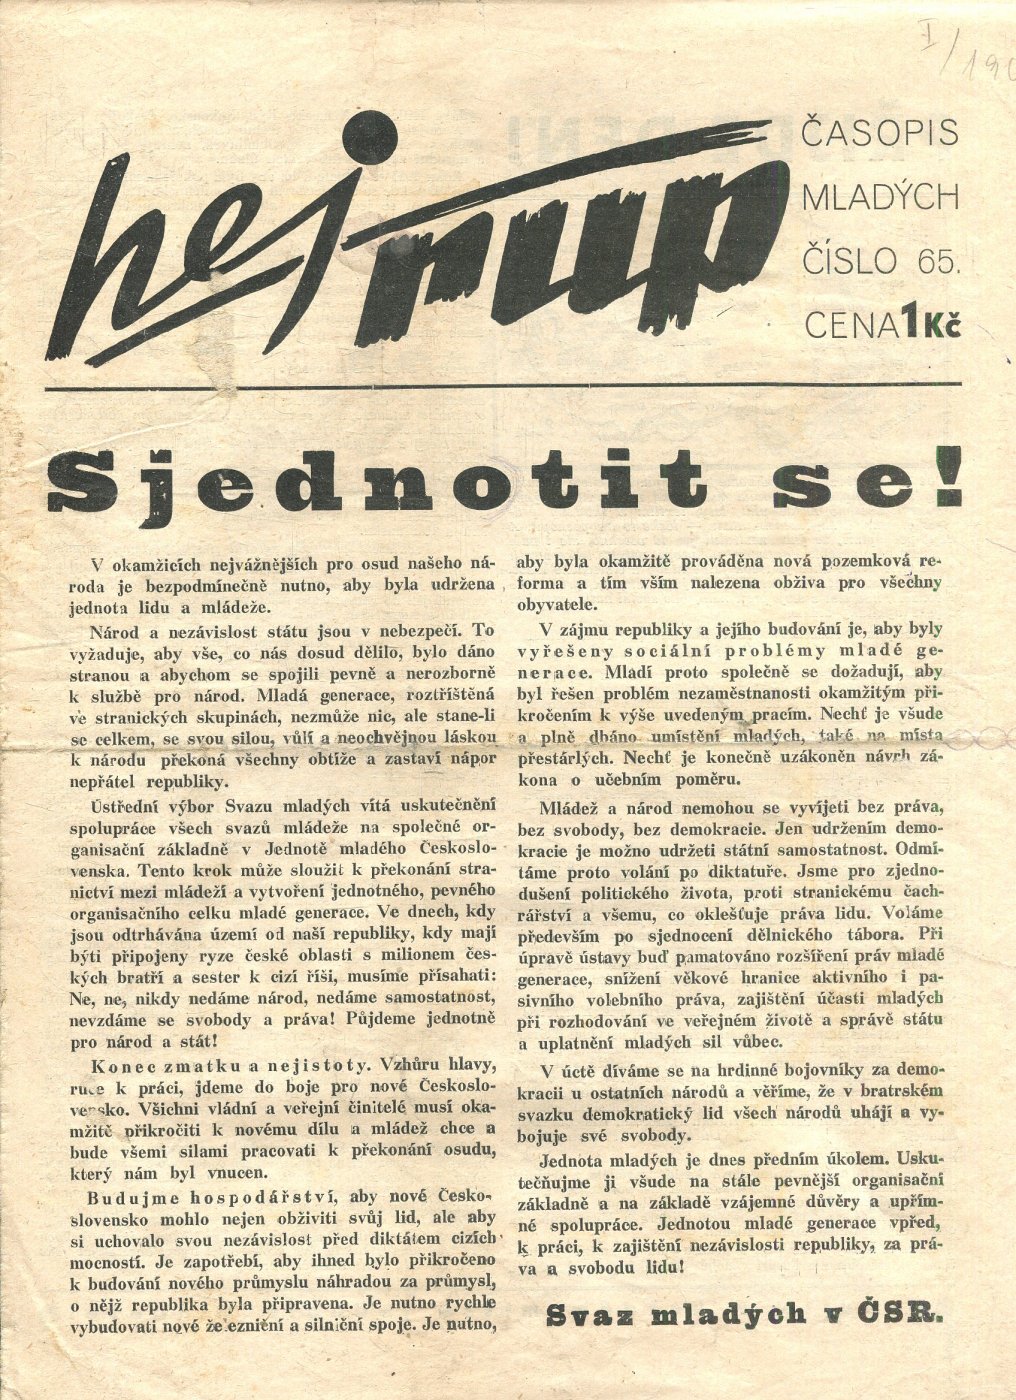 I/190
hej rup
ČASOPIS
MLADÝCH
ČÍSLO 65.
CENA 1 Kč
Sjednotit se!
V okamžicích nejvážnějších pro osud našeho ná-
roda je bezpodmínečně nutno, aby byla udržena
jednota lidu a mládeže.
Národ a nezávislost státu jsou v nebezpečí. To
vyžaduje, aby vše, co nás dosud dělilo, bylo dáno
stranou a abychom se spojili pevně a nerozborně
k službě pro národ. Mladá generace, roztříštěná
ve stranických skupinách, nezmůže nic, ale stane-li
se celkem, se svou silou, vůlí a neochvějnou láskou
k národu překoná všechny obtíže a zastaví nápor
nepřátel republiky.
Ústřední výbor Svazu mladých vítá uskutečnění
spolupráce všech svazů mládeže na společné or-
ganisační základně v Jednotě mladého Českoslo-
venska. Tento krok může sloužit k překonání stra-
nictví mezi mládeží a vytvoření jednotného, pevného
organisačního celku mladé generace. Ve dnech, kdy
jsou odtrhávána území od naší republiky, kdy mají
býti připojeny ryze české oblasti s milionem čes-
kých bratří a sester k cizí říši, musíme přísahati:
Ne, ne, nikdy nedáme národ, nedáme samostatnost,
nevzdáme se svobody a práva! Půjdeme jednotně
pro národ a stát!
Konec zmatku a nejistoty. Vzhůru hlavy,
ruce k práci, jdeme do boje pro nové Českoslo-
vensko. Všichni vládní a veřejní činitelé musí oka-
mžitě přikročiti k novému dílu a mládež chce a
bude všemi silami pracovati k překonání osudu,
který nám byl vnucen.
Budujme hospodářství, aby nové Česko-
slovensko mohlo nejen obživiti svůj lid, ale aby
si uchovalo svou nezávislost před diktátem cizích
mocností. Je zapotřebí, aby ihned bylo přikročeno
k budování nového průmyslu náhradou za průmysl,
o nějž republika byla připravena. Je nutno rychle
vybudovati nové železniční a silniční spoje. Je nutno,
aby byla okamžitě prováděna nová pozemková re-
forma a tím vším nalezena obživa pro všechny
obyvatele.
V zájmu republiky a jejího budování je, aby byly
vyřešeny sociální problémy mladé ge-
nerace. Mladí proto společně se dožadují, aby
byl řešen problém nezaměstnanosti okamžitým při-
kročením k výše uvedeným pracím. Nechť je všude
a plně dbáno umístění mladých, také na místa
přestárlých. Nechť je konečně uzákoněn návrh zá-
kona o učebním poměru.
Mládež a národ nemohou se vyvíjeti bez práva,
bez svobody, bez demokracie. Jen udržením demo-
kracie je možno udržeti státní samostatnost. Odmí-
táme proto volání po diktatuře. Jsme pro zjedno-
dušení politického života, proti stranickému čach-
rářství a všemu, co oklešťuje práva lidu. Voláme
především po sjednocení dělnického tábora. Při
úpravě ústavy buď pamatováno rozšíření práv mladé
generace, snížení věkové hranice aktivního i pa-
sivního volebního práva, zajištění účasti mladých
při rozhodování ve veřejném životě a správě státu
a uplatnění mladých sil vůbec.
V úctě díváme se na hrdinné bojovníky za demo-
kracii u ostatních národů a věříme, že v bratrském
svazku demokratický lid všech národů uhájí a vy-
bojuje své svobody.
Jednota mladých je dnes předním úkolem. Usku-
tečňujme ji všude na stále pevnější organisační
základně a na základě vzájemné důvěry a upřím-
né spolupráce. Jednotou mladé generace vpřed,
k práci, k zajištění nezávislosti republiky, za prá-
va a svobodu lidu!
Svaz mladých v ČSR.